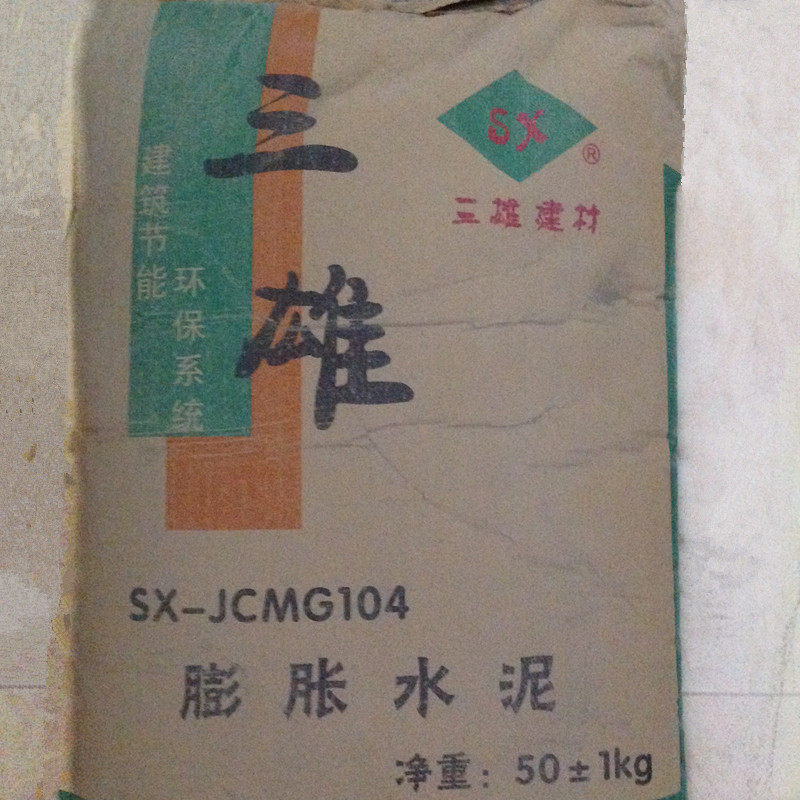 三雄
建筑节能
环保系统
SX
®
三雄建材
SX-JCMG104
膨胀水泥
净重：50±1kg